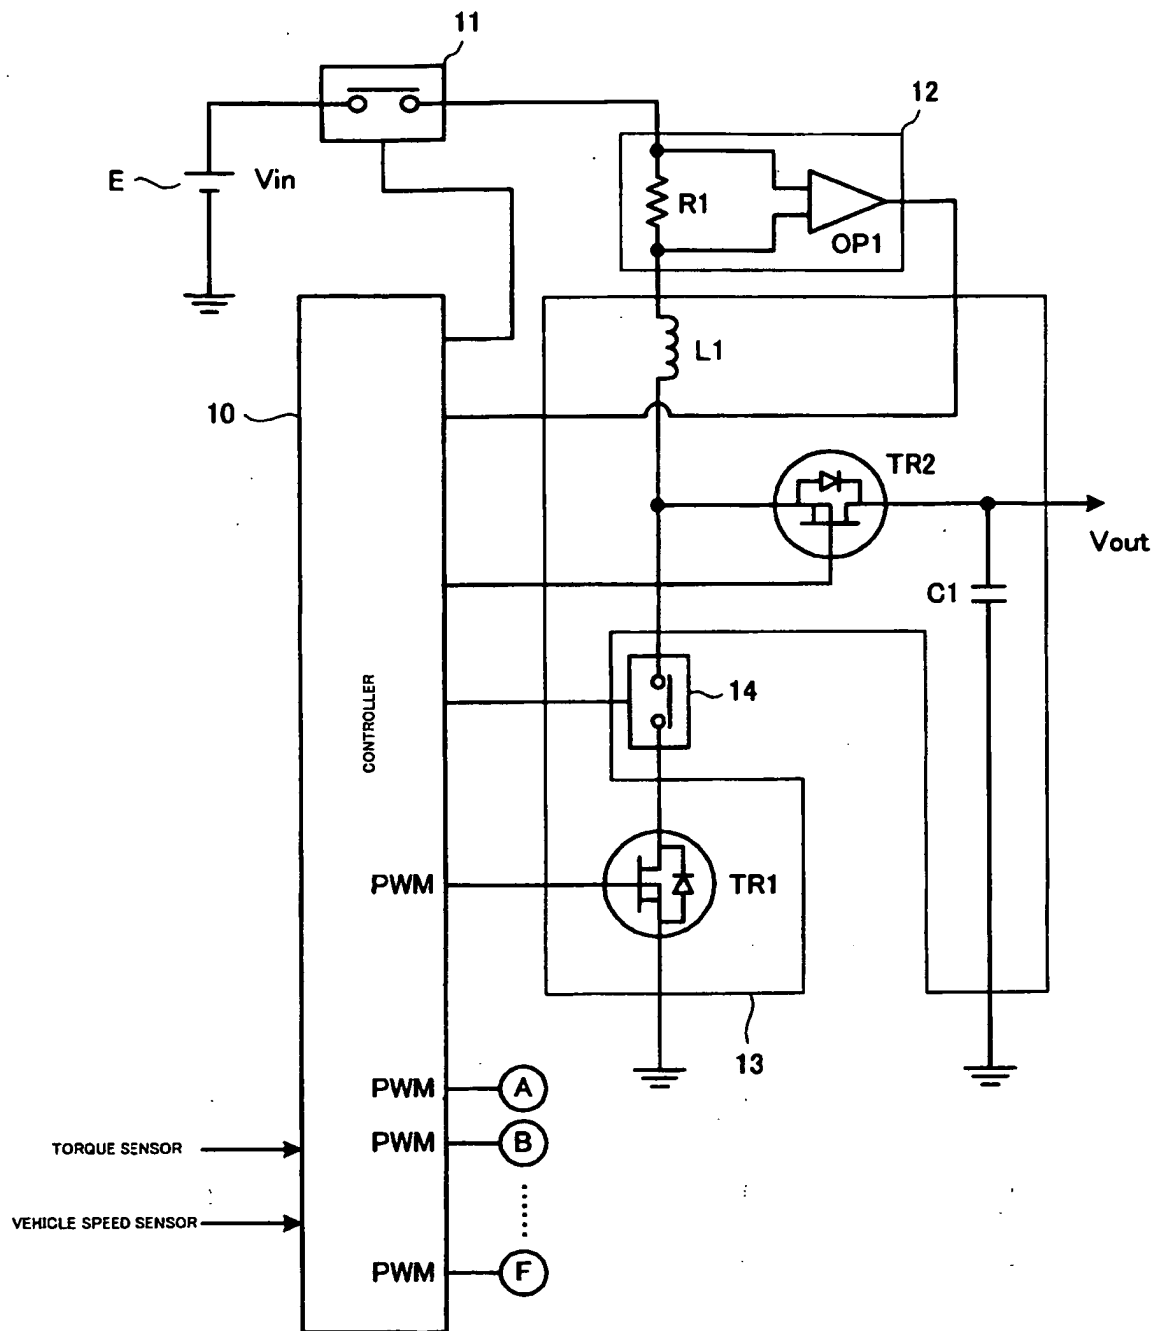 11
12
E
Vin
R1
OP1
L1
10
TR2
Vout
C1
14
CONTROLLER
PWM
TR1
13
PWM A
PWM B
TORQUE SENSOR
VEHICLE SPEED SENSOR
PWM F